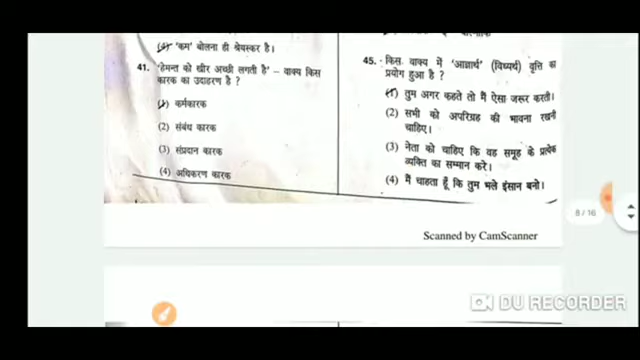 (4) 'कम' बोलना ही श्रेयस्कर है।
41. 'हेमन्त को खीर अच्छी लगती है' – वाक्य किस
कारक का उदाहरण है ?
(1) कर्मकारक
(2) संबंध कारक
(3) संप्रदान कारक
(4) अधिकरण कारक
45. किस वाक्य में 'आज्ञार्थ' (विध्यर्थ) वृत्ति का
प्रयोग हुआ है ?
(1) तुम अगर कहते तो मैं ऐसा जरूर करती।
(2) सभी को अपरिग्रह की भावना रखनी
चाहिए।
(3) नेता को चाहिए कि वह समूह के प्रत्येक
व्यक्ति का सम्मान करे।
(4) मैं चाहता हूँ कि तुम भले इंसान बनो।
8 / 16
Scanned by CamScanner
DU RECORDER